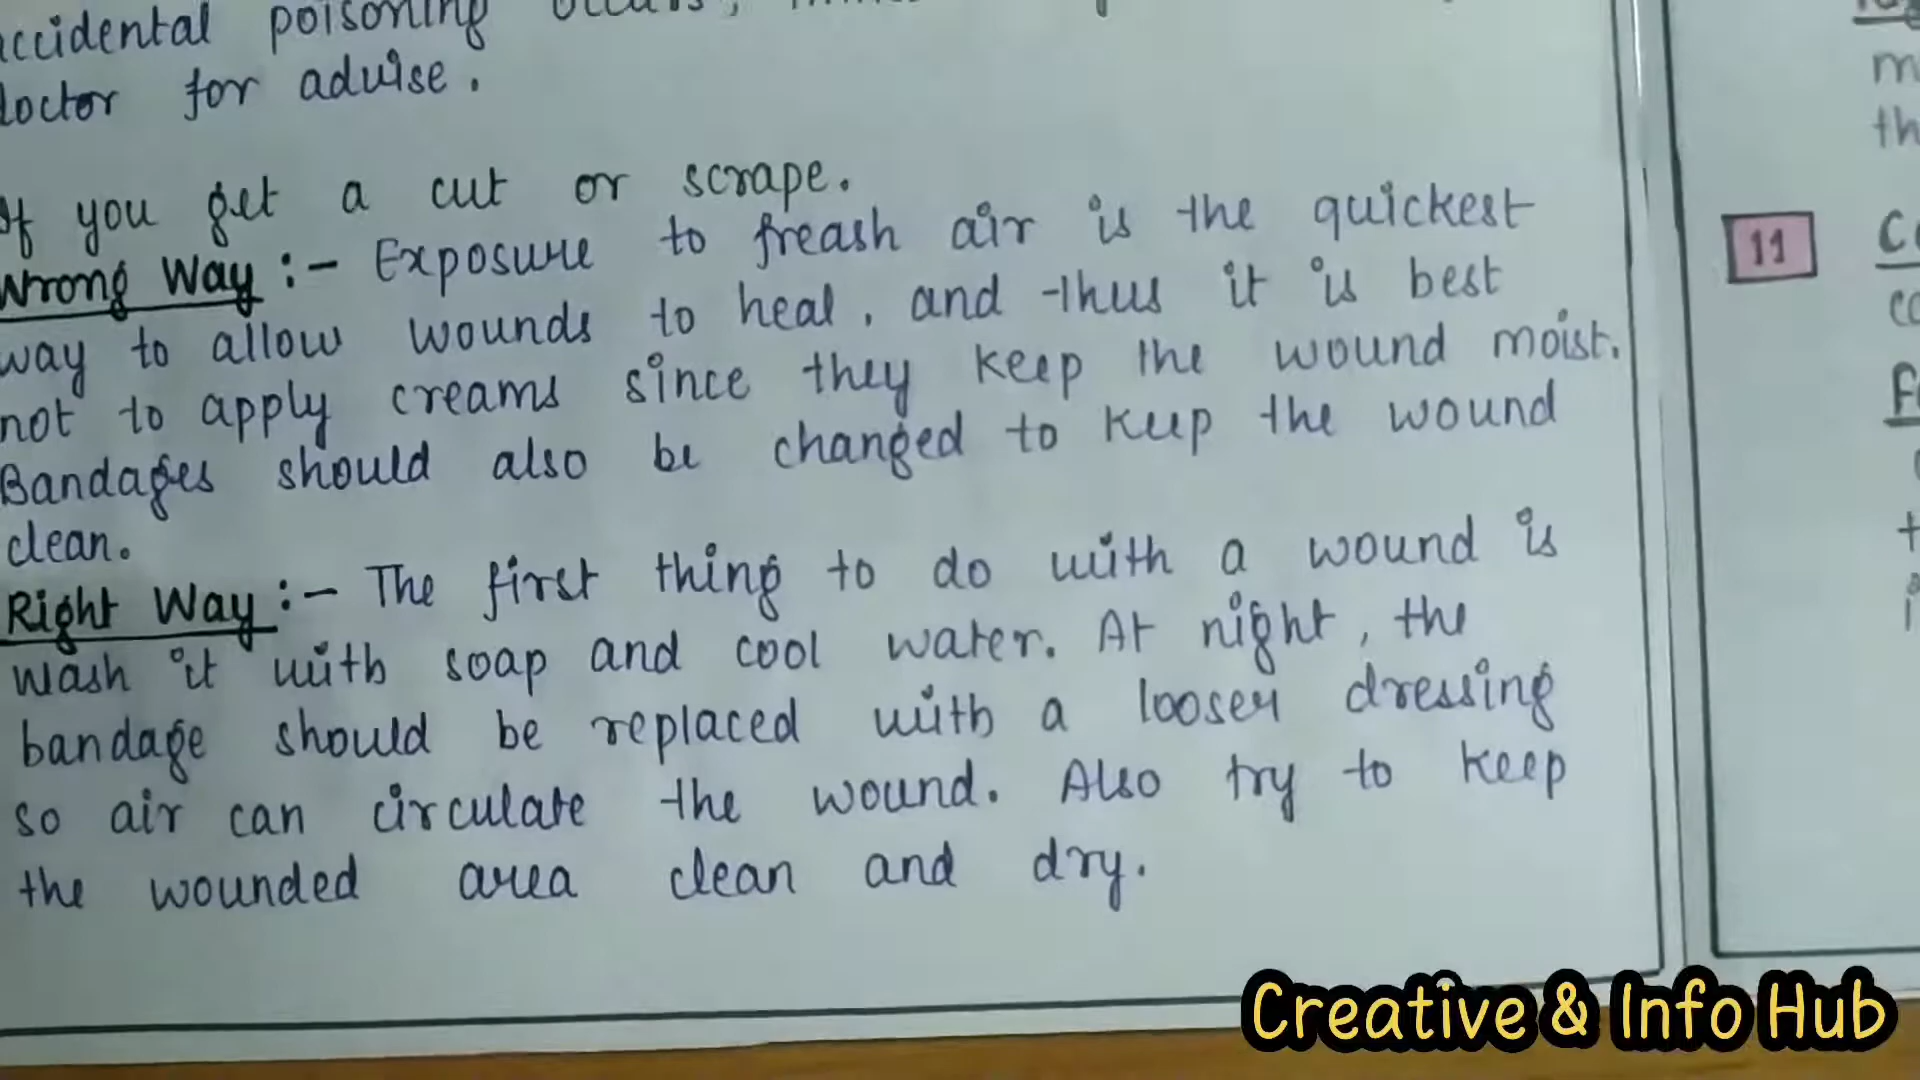 accidental poisoning occurs,
doctor for advise.
If you get a cut or scrape.
Wrong Way :- Exposure to freash air is the quickest
way to allow wounds to heal, and thus it is best
not to apply creams since they keep the wound moist.
Bandages should also be changed to keep the wound
clean.
Right Way :- The first thing to do with a wound is
wash it with soap and cool water. At night, the
bandage should be replaced with a looser dressing
so air can circulate the wound. Also try to keep
the wounded area clean and dry.
11
Creative & Info Hub